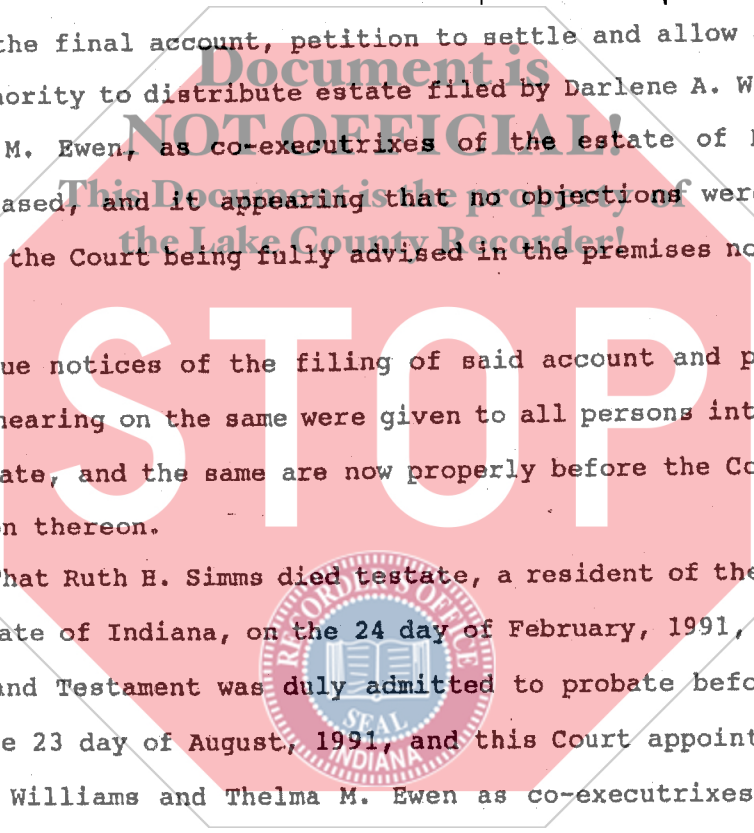 the final account, petition to settle and allow
Document is
ority to distribute estate filed by Darlene A. W
NOT OFFICIAL!
M. Ewen, as co-executrixes of the estate of
This Document is the property of
ased, and it appearing that no objections were
the Lake County Recorder!
the Court being fully advised in the premises no
STOP
ue notices of the filing of said account and p
hearing on the same were given to all persons int
ate, and the same are now properly before the Co
n thereon.
That Ruth H. Simms died testate, a resident of the
ate of Indiana, on the 24 day of February, 1991,
and Testament was duly admitted to probate befo
e 23 day of August, 1991, and this Court appoint
Williams and Thelma M. Ewen as co-executrixes
RECORDER'S OFFICE
SEAL
INDIANA